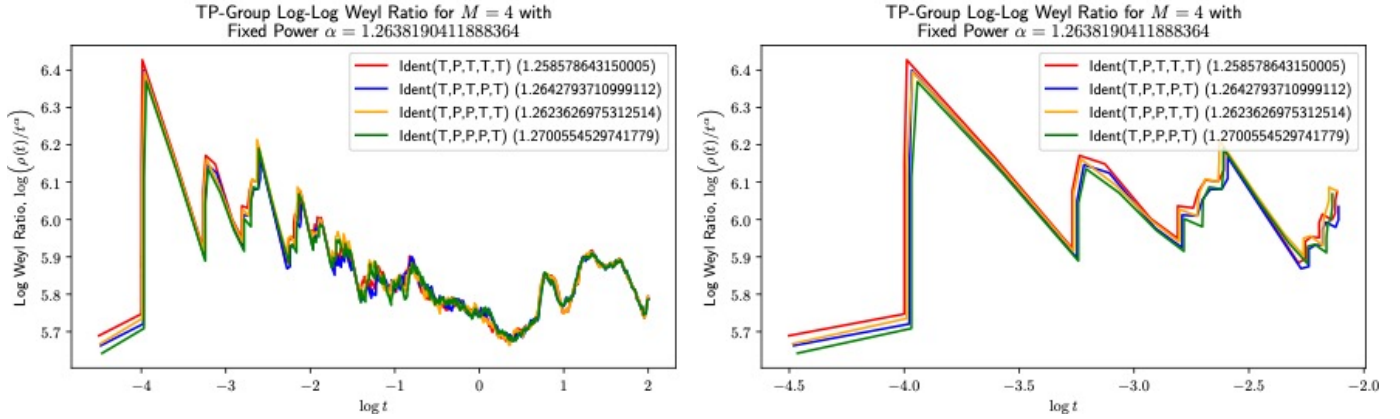 TP-Group Log-Log Weyl Ratio for M = 4 with
Fixed Power α = 1.2638190411888364
Log Weyl Ratio, log(ρ(t)/t^α)
6.4
6.3
6.2
6.1
6.0
5.9
5.8
5.7
Ident(T,P,T,T,T) (1.258578643150005)
Ident(T,P,T,P,T) (1.2642793710999112)
Ident(T,P,P,T,T) (1.2623626975312514)
Ident(T,P,P,P,T) (1.2700554529741779)
−4
−3
−2
−1
0
1
2
log t
TP-Group Log-Log Weyl Ratio for M = 4 with
Fixed Power α = 1.2638190411888364
Log Weyl Ratio, log(ρ(t)/t^α)
6.4
6.3
6.2
6.1
6.0
5.9
5.8
5.7
Ident(T,P,T,T,T) (1.258578643150005)
Ident(T,P,T,P,T) (1.2642793710999112)
Ident(T,P,P,T,T) (1.2623626975312514)
Ident(T,P,P,P,T) (1.2700554529741779)
−4.5
−4.0
−3.5
−3.0
−2.5
−2.0
log t